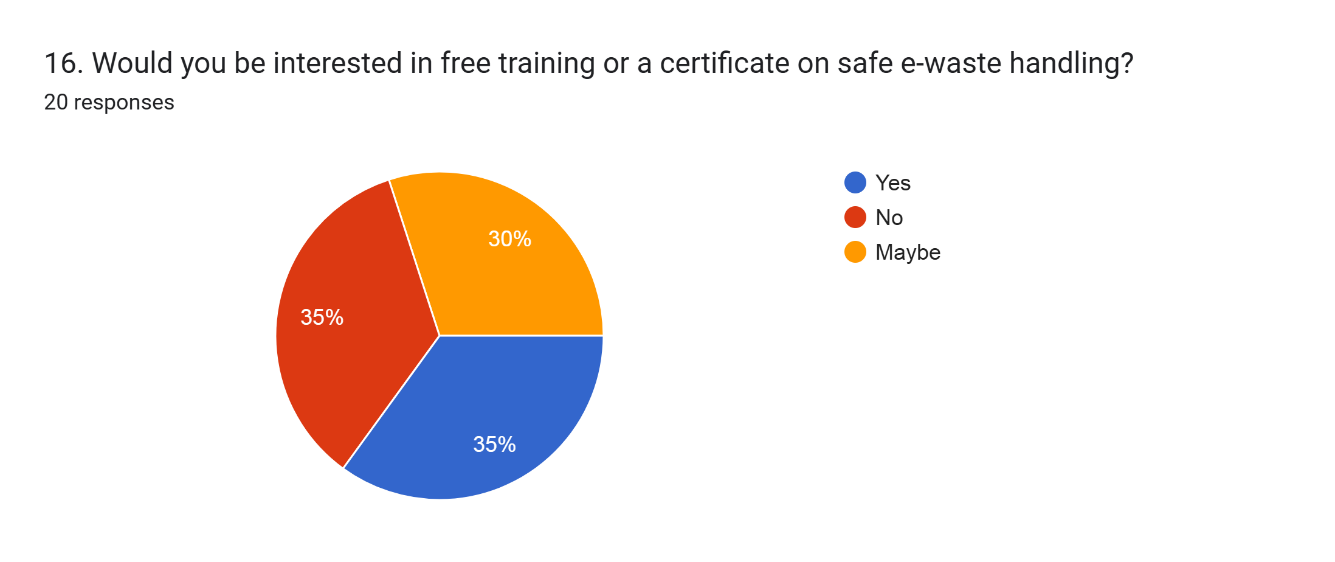 16. Would you be interested in free training or a certificate on safe e-waste handling?
20 responses
Yes
No
Maybe
30%
35%
35%